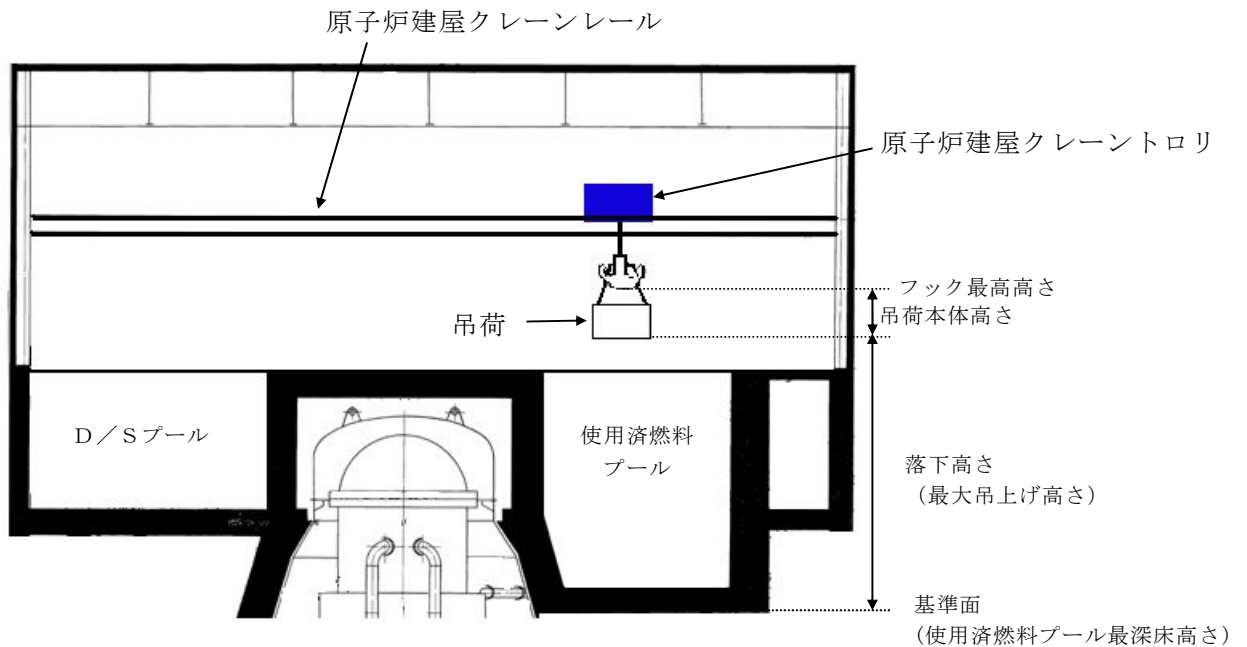 原子炉建屋クレーンレール
原子炉建屋クレーントロリ
フック最高高さ
吊荷本体高さ
吊荷
D／Sプール
使用済燃料
プール
落下高さ
（最大吊上げ高さ）
基準面
（使用済燃料プール最深床高さ）